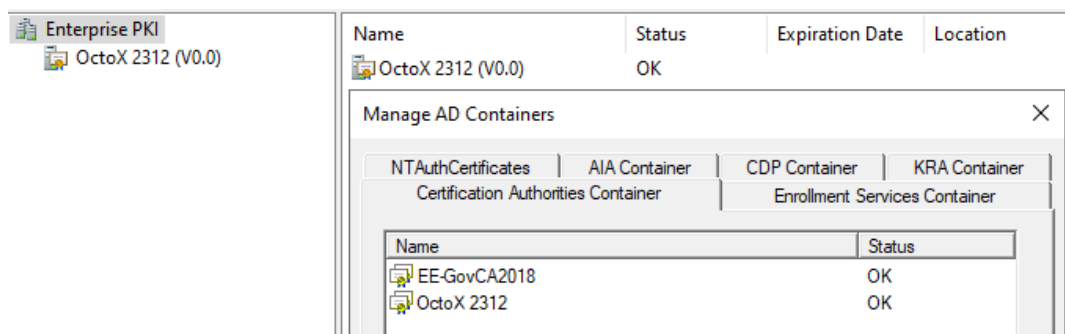 Enterprise PKI
OctoX 2312 (V0.0)
Name Status Expiration Date Location
OctoX 2312 (V0.0) OK
Manage AD Containers
NTAuthCertificates AIA Container CDP Container KRA Container
Certification Authorities Container Enrollment Services Container
Name Status
EE-GovCA2018 OK
OctoX 2312 OK